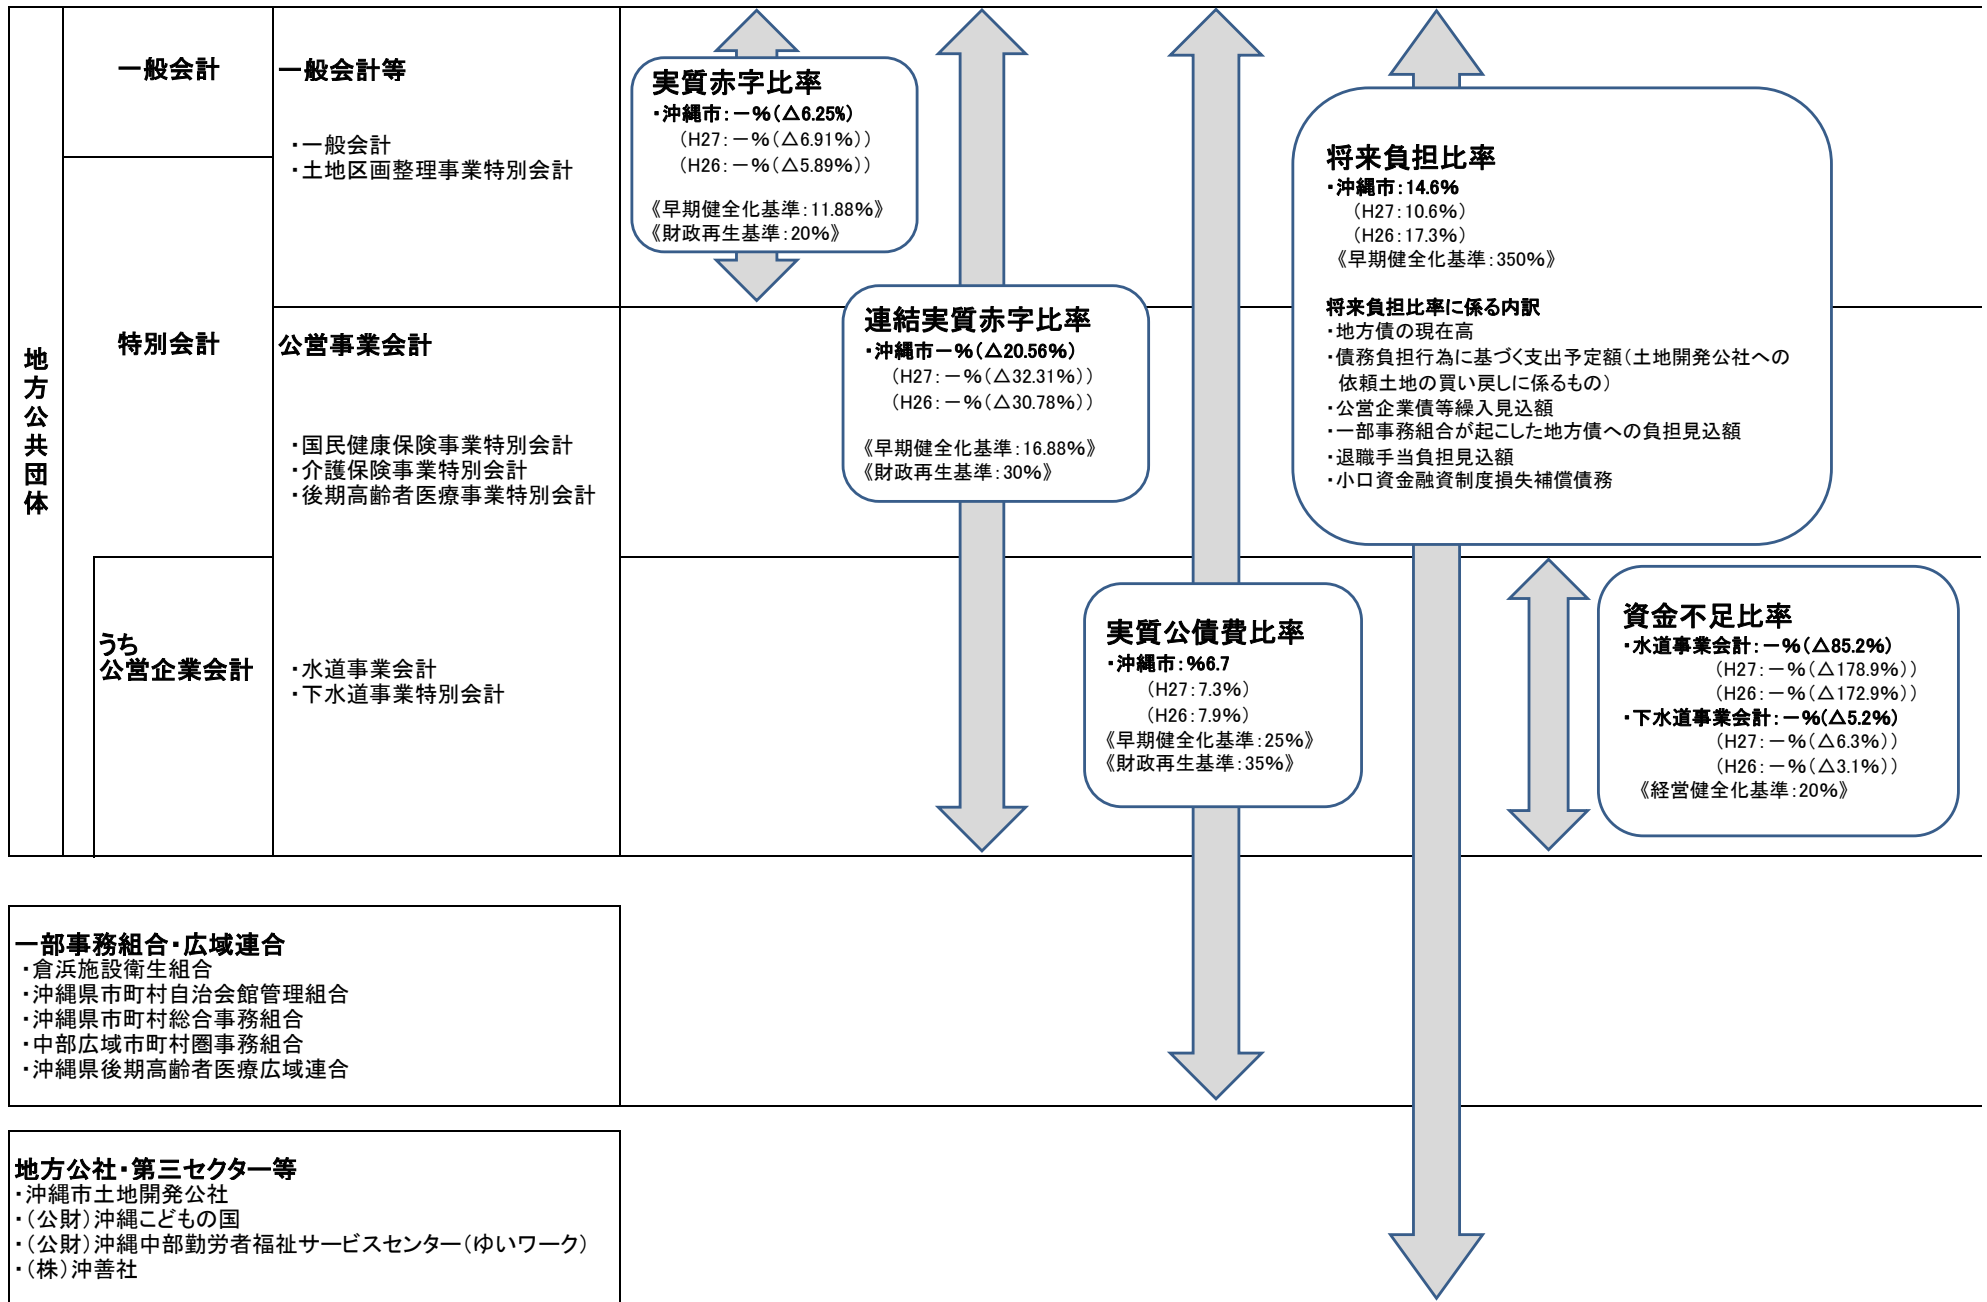 地方公共団体
一般会計
特別会計
うち
公営企業会計
一般会計等
・一般会計
・土地区画整理事業特別会計
公営事業会計
・国民健康保険事業特別会計
・介護保険事業特別会計
・後期高齢者医療事業特別会計
・水道事業会計
・下水道事業特別会計
実質赤字比率
・沖縄市：－％（△6.25%）
（H27：－％（△6.91%））
（H26：－％（△5.89%））
《早期健全化基準：11.88%》
《財政再生基準：20%》
連結実質赤字比率
・沖縄市－％（△20.56%）
（H27：－％（△32.31%））
（H26：－％（△30.78%））
《早期健全化基準：16.88%》
《財政再生基準：30%》
実質公債費比率
・沖縄市：％6.7
（H27：7.3%）
（H26：7.9%）
《早期健全化基準：25%》
《財政再生基準：35%》
将来負担比率
・沖縄市：14.6%
（H27：10.6%）
（H26：17.3%）
《早期健全化基準：350%》
将来負担比率に係る内訳
・地方債の現在高
・債務負担行為に基づく支出予定額（土地開発公社への
依頼土地の買い戻しに係るもの）
・公営企業債等繰入見込額
・一部事務組合が起こした地方債への負担見込額
・退職手当負担見込額
・小口資金融資制度損失補償債務
資金不足比率
・水道事業会計：－％（△85.2%）
（H27：－％（△178.9%））
（H26：－％（△172.9%））
・下水道事業会計：－％（△5.2%）
（H27：－％（△6.3%））
（H26：－％（△3.1%））
《経営健全化基準：20%》
一部事務組合・広域連合
・倉浜施設衛生組合
・沖縄県市町村自治会館管理組合
・沖縄県市町村総合事務組合
・中部広域市町村圏事務組合
・沖縄県後期高齢者医療広域連合
地方公社・第三セクター等
・沖縄市土地開発公社
・（公財）沖縄こどもの国
・（公財）沖縄中部勤労者福祉サービスセンター（ゆいワーク）
・（株）沖善社